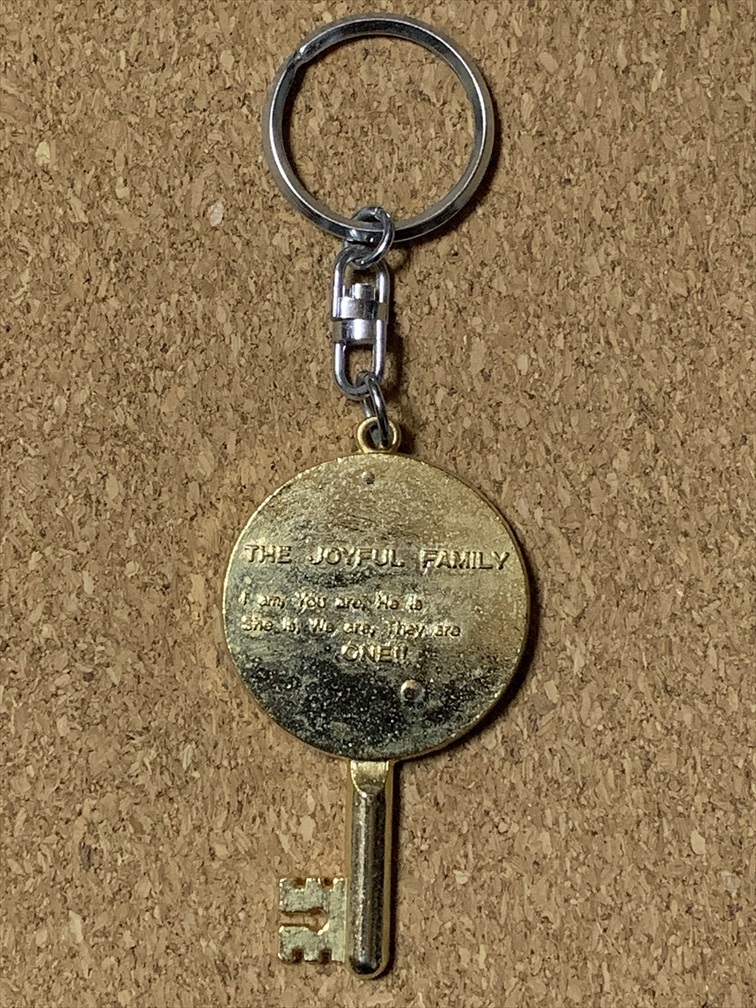 THE JOYFUL FAMILY
I am, You are, He is
She is, We are, They are
ONE!!